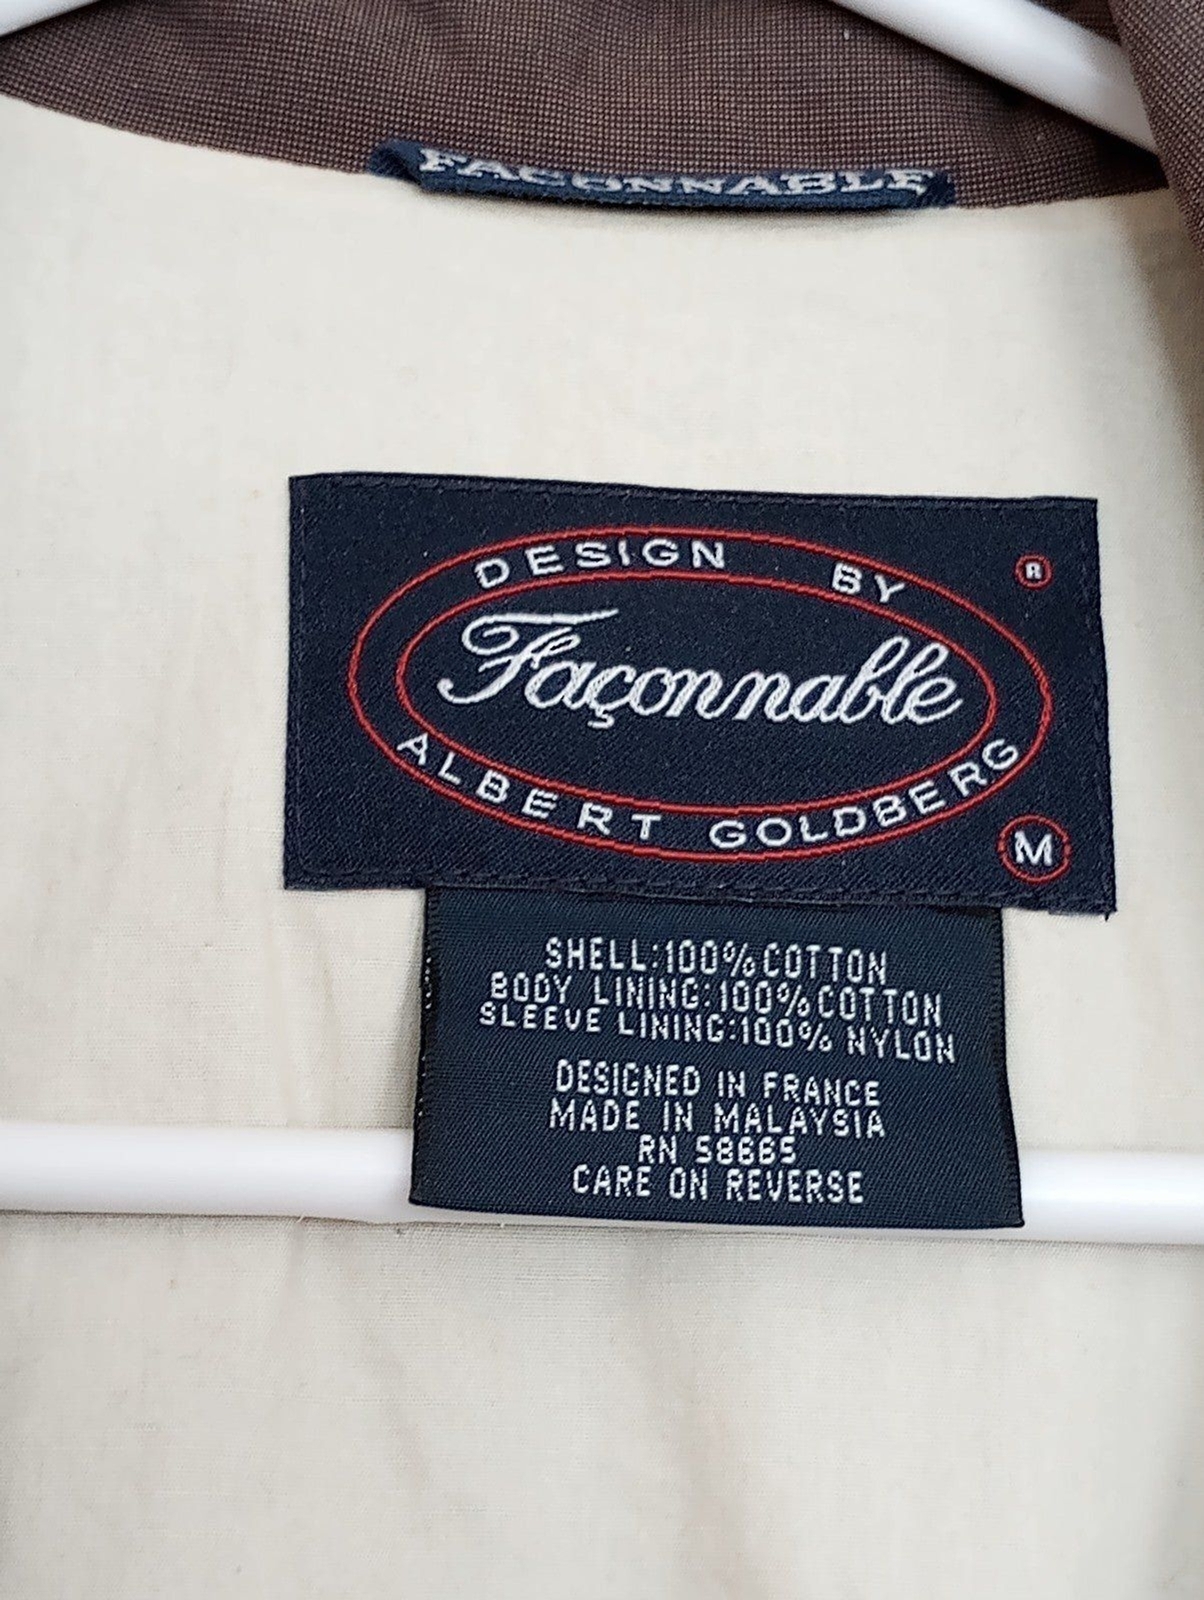 FAÇONNABLE
DESIGN BY
®
Façonnable
ALBERT GOLDBERG
M
SHELL:100%COTTON
BODY LINING:100%COTTON
SLEEVE LINING:100% NYLON
DESIGNED IN FRANCE
MADE IN MALAYSIA
RN 58665
CARE ON REVERSE